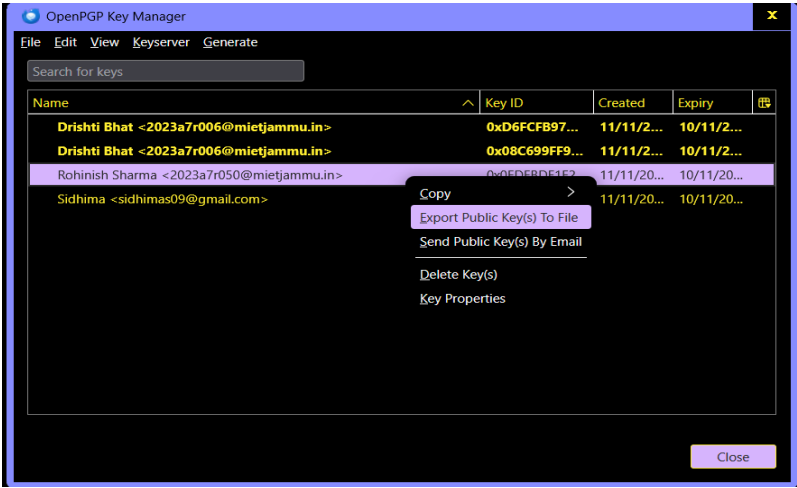 OpenPGP Key Manager
x
File Edit View Keyserver Generate
Search for keys
Name Key ID Created Expiry
Drishti Bhat <2023a7r006@mietjammu.in> 0xD6FCFB97... 11/11/2... 10/11/2...
Drishti Bhat <2023a7r006@mietjammu.in> 0x08C699FF9... 11/11/2... 10/11/2...
Rohinish Sharma <2023a7r050@mietjammu.in> 11/11/20... 10/11/20...
Sidhima <sidhimas09@gmail.com> 11/11/20... 10/11/20...
Copy >
Export Public Key(s) To File
Send Public Key(s) By Email
Delete Key(s)
Key Properties
Close